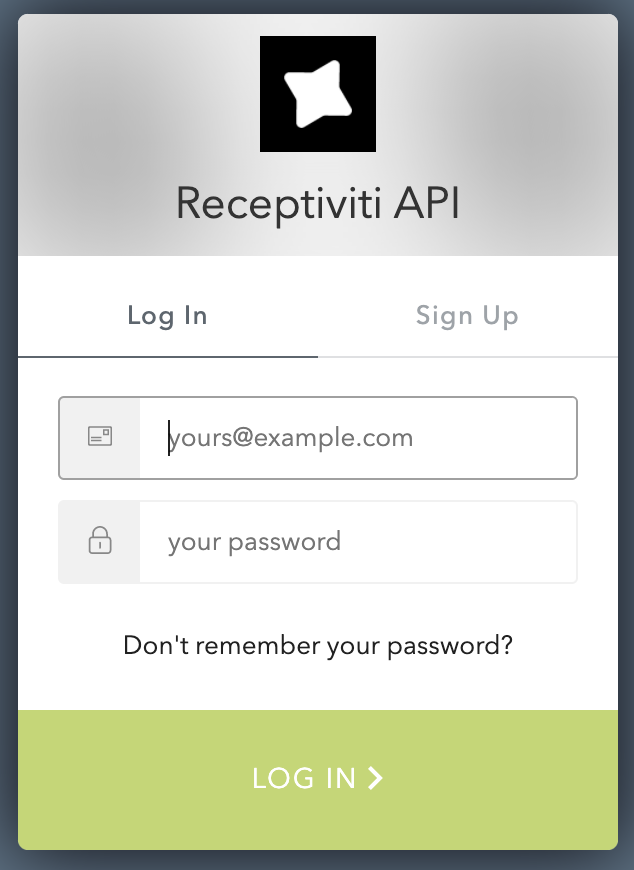 Receptiviti API
Log In
Sign Up
yours@example.com
your password
Don't remember your password?
LOG IN